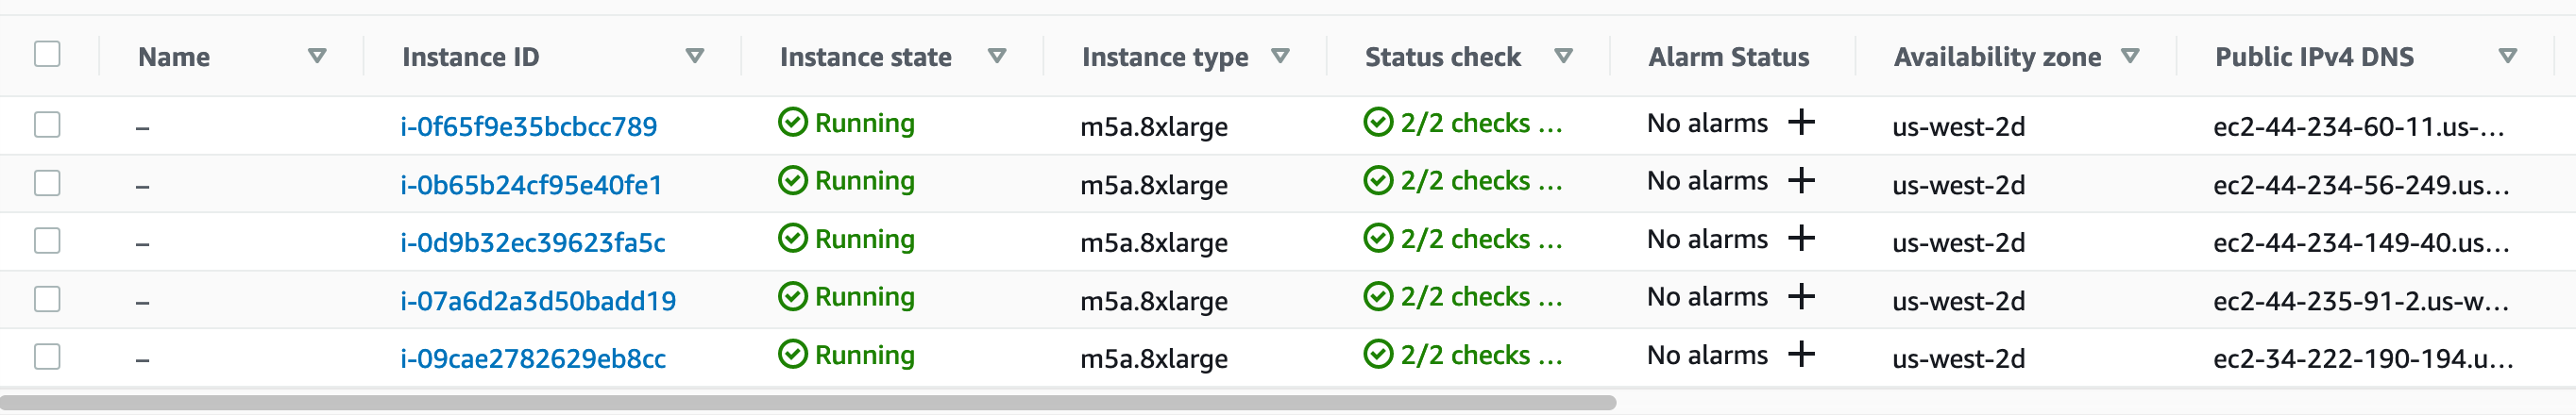 Name Instance ID Instance state Instance type Status check Alarm Status Availability zone Public IPv4 DNS
– i-0f65f9e35bcbcc789 Running m5a.8xlarge 2/2 checks ... No alarms + us-west-2d ec2-44-234-60-11.us-...
– i-0b65b24cf95e40fe1 Running m5a.8xlarge 2/2 checks ... No alarms + us-west-2d ec2-44-234-56-249.us...
– i-0d9b32ec39623fa5c Running m5a.8xlarge 2/2 checks ... No alarms + us-west-2d ec2-44-234-149-40.us...
– i-07a6d2a3d50badd19 Running m5a.8xlarge 2/2 checks ... No alarms + us-west-2d ec2-44-235-91-2.us-w...
– i-09cae2782629eb8cc Running m5a.8xlarge 2/2 checks ... No alarms + us-west-2d ec2-34-222-190-194.u...